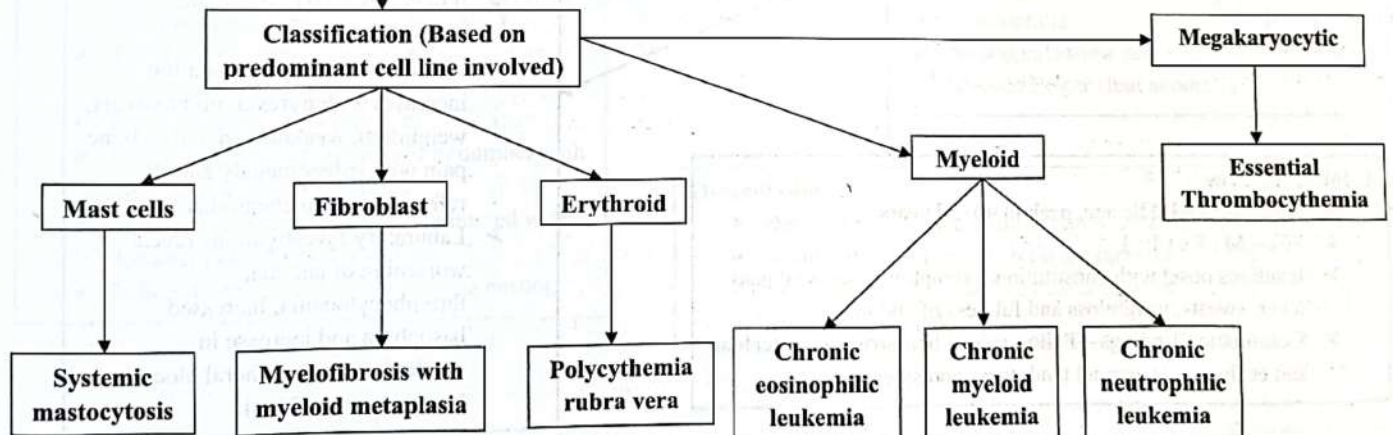 Classification (Based on
predominant cell line involved)
Megakaryocytic
Myeloid
Essential
Thrombocythemia
Mast cells
Fibroblast
Erythroid
Systemic
mastocytosis
Myelofibrosis with
myeloid metaplasia
Polycythemia
rubra vera
Chronic
eosinophilic
leukemia
Chronic
myeloid
leukemia
Chronic
neutrophilic
leukemia